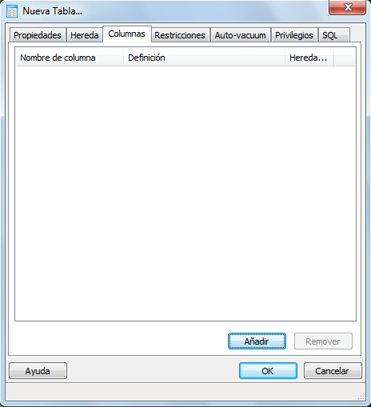 Nueva Tabla...
Propiedades Hereda Columnas Restricciones Auto-vacuum Privilegios SQL
Nombre de columna Definición Hereda...
Añadir Remover
Ayuda OK Cancelar